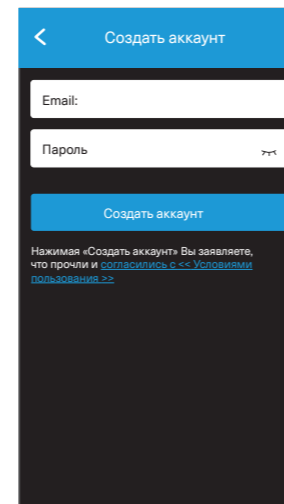 Создать аккаунт
Email:
Пароль
Создать аккаунт
Нажимая «Создать аккаунт» Вы заявляете,
что прочли и согласились с << Условиями
пользования >>